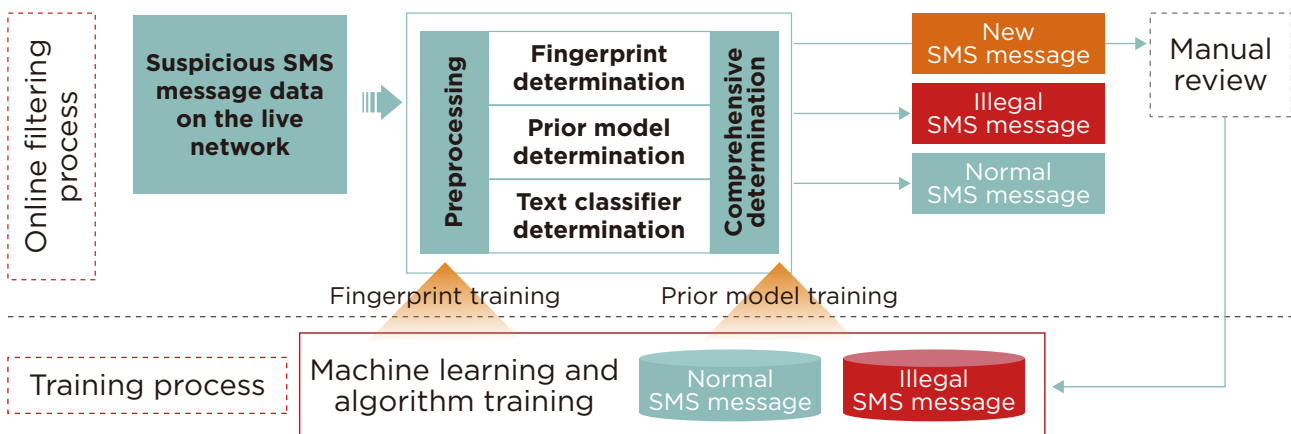 Online filtering
process
Suspicious SMS
message data
on the live
network
Preprocessing
Fingerprint
determination
Prior model
determination
Text classifier
determination
Comprehensive
determination
New
SMS message
Illegal
SMS message
Normal
SMS message
Manual
review
Fingerprint training
Prior model training
Training process
Machine learning and
algorithm training
Normal
SMS message
Illegal
SMS message